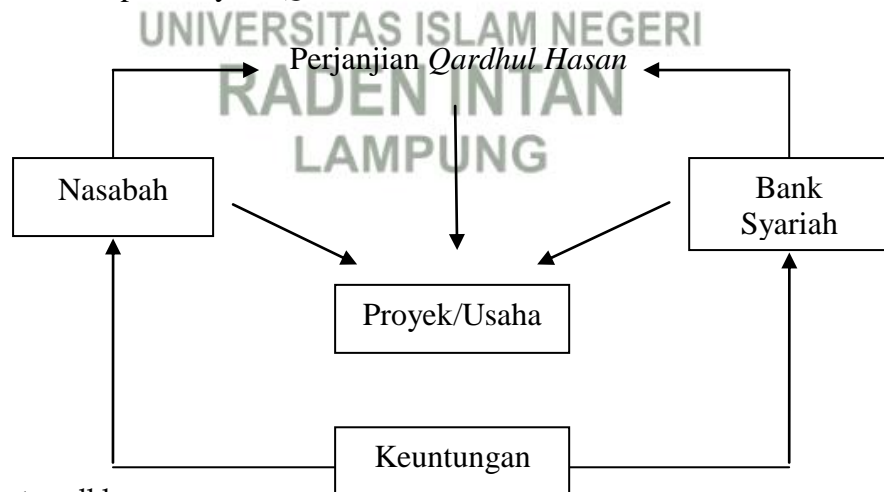 UNIVERSITAS ISLAM NEGERI
Perjanjian Qardhul Hasan
RADEN INTAN
LAMPUNG
Nasabah
Bank
Syariah
Proyek/Usaha
Keuntungan